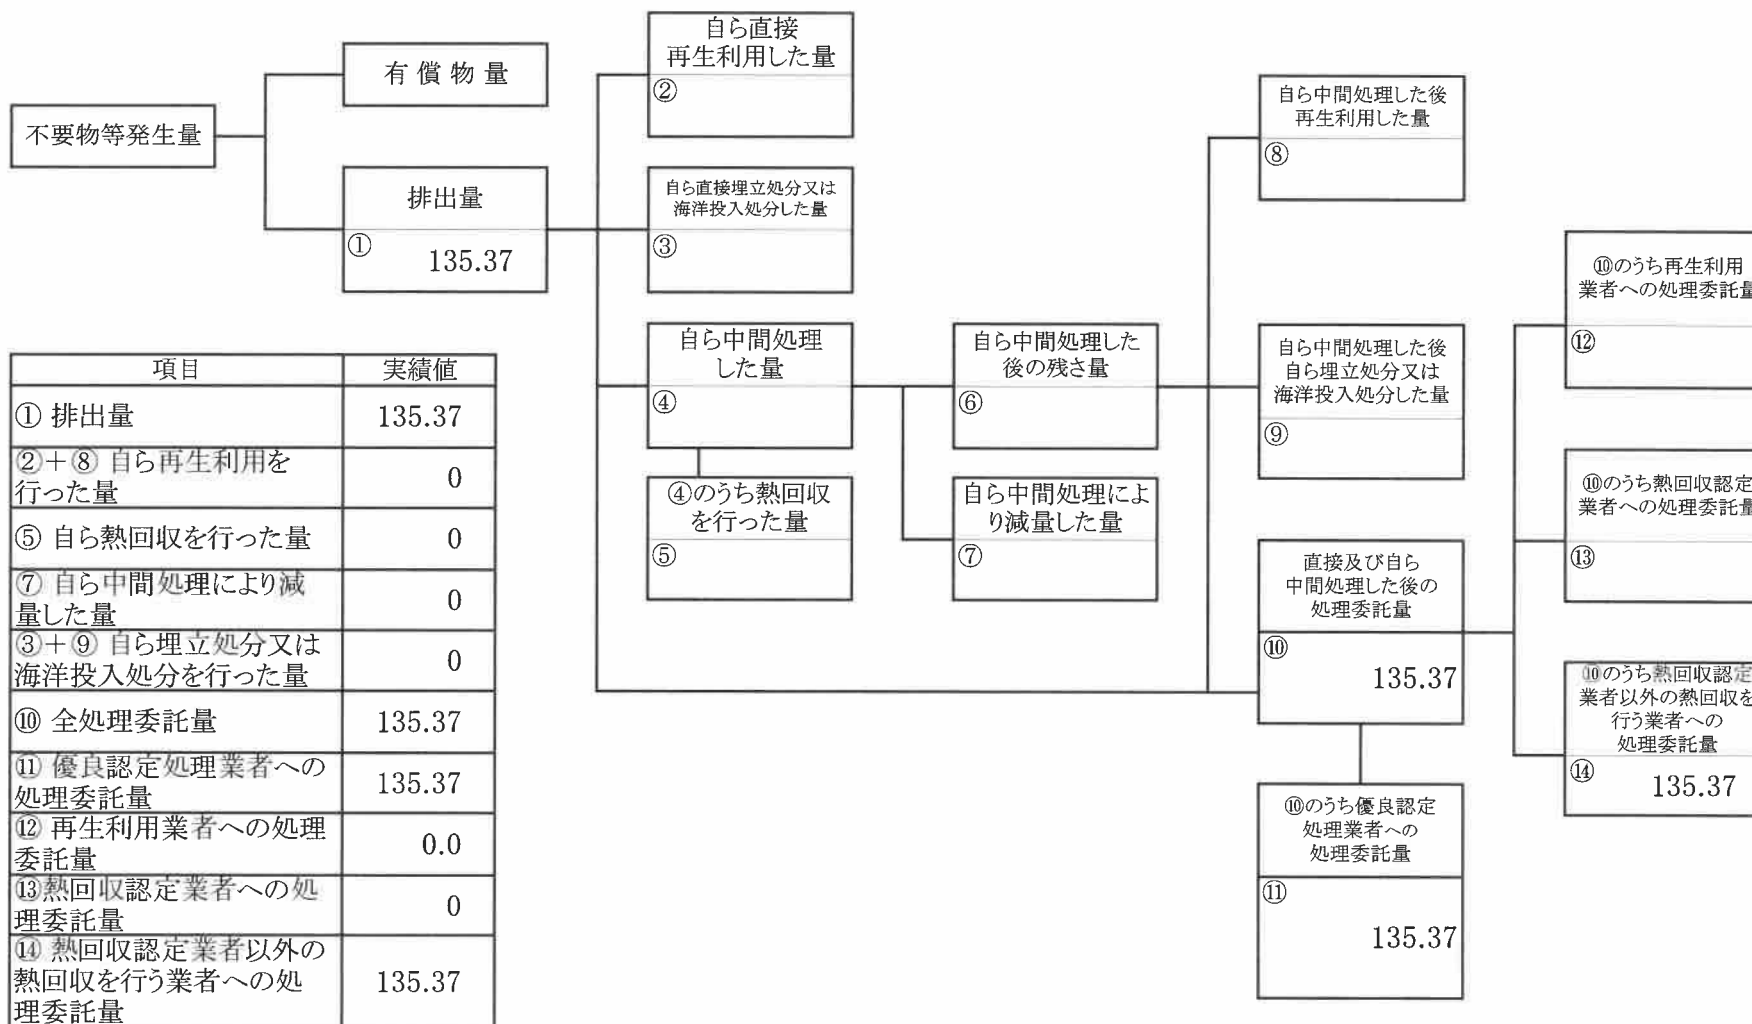 不要物等発生量
有償物量
排出量
①
135.37
自ら直接
再生利用した量
②
自ら直接埋立処分又は
海洋投入処分した量
③
自ら中間処理
した量
④
④のうち熱回収
を行った量
⑤
自ら中間処理した
後の残さ量
⑥
自ら中間処理によ
り減量した量
⑦
自ら中間処理した後
再生利用した量
⑧
自ら中間処理した後
自ら埋立処分又は
海洋投入処分した量
⑨
直接及び自ら
中間処理した後の
処理委託量
⑩
135.37
⑩のうち優良認定
処理業者への
処理委託量
⑪
135.37
⑩のうち再生利用
業者への処理委託量
⑫
⑩のうち熱回収認定
業者への処理委託量
⑬
⑩のうち熱回収認定
業者以外の熱回収を
行う業者への
処理委託量
⑭
135.37
項目 実績値
① 排出量 135.37
②+⑧ 自ら再生利用を
行った量 0
⑤ 自ら熱回収を行った量 0
⑦ 自ら中間処理により減
量した量 0
③+⑨ 自ら埋立処分又は
海洋投入処分を行った量 0
⑩ 全処理委託量 135.37
⑪ 優良認定処理業者への
処理委託量 135.37
⑫ 再生利用業者への処理
委託量 0.0
⑬熱回収認定業者への処
理委託量 0
⑭ 熱回収認定業者以外の
熱回収を行う業者への処
理委託量 135.37